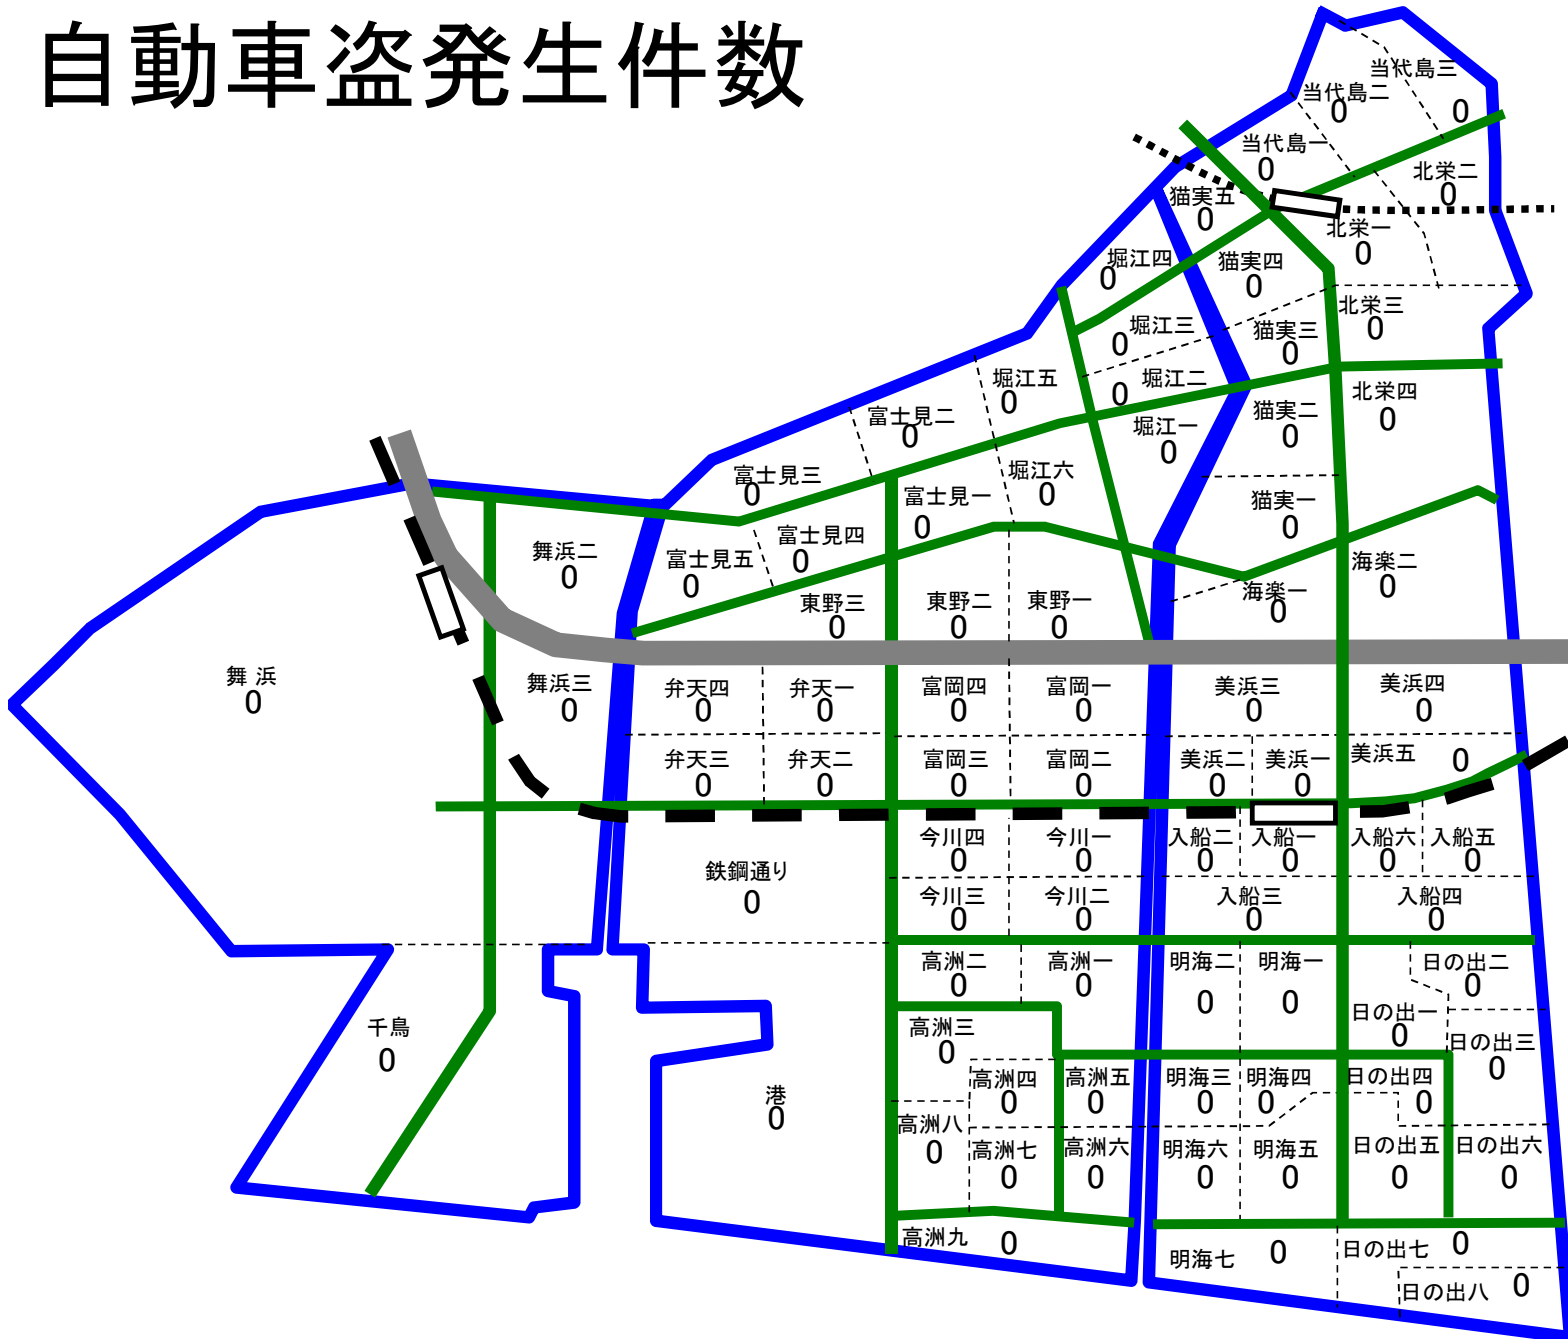 自動車盗発生件数
当代島三
0
当代島二
0
当代島一
0
北栄二
0
猫実五
0
北栄一
0
堀江四
0
猫実四
0
北栄三
0
堀江三
0
猫実三
0
堀江二
0
堀江五
0
北栄四
0
富士見二
0
猫実二
0
堀江一
0
富士見三
0
堀江六
0
富士見一
0
猫実一
0
富士見四
0
舞浜二
0
富士見五
0
海楽二
0
海楽一
0
東野三
0
東野二
0
東野一
0
舞 浜
0
舞浜三
0
弁天四
0
弁天一
0
富岡四
0
富岡一
0
美浜三
0
美浜四
0
弁天三
0
弁天二
0
富岡三
0
富岡二
0
美浜二
0
美浜一
0
美浜五
0
今川四
0
今川一
0
入船二
0
入船一
0
入船六
0
入船五
0
鉄鋼通り
0
今川三
0
今川二
0
入船三
0
入船四
0
高洲二
0
高洲一
0
明海二
0
明海一
0
日の出二
0
日の出一
0
千鳥
0
高洲三
0
日の出三
0
高洲四
0
高洲五
0
明海三
0
明海四
0
日の出四
0
港
0
高洲八
0
高洲七
0
高洲六
0
明海六
0
明海五
0
日の出五
0
日の出六
0
高洲九
0
明海七
0
日の出七
0
日の出八
0